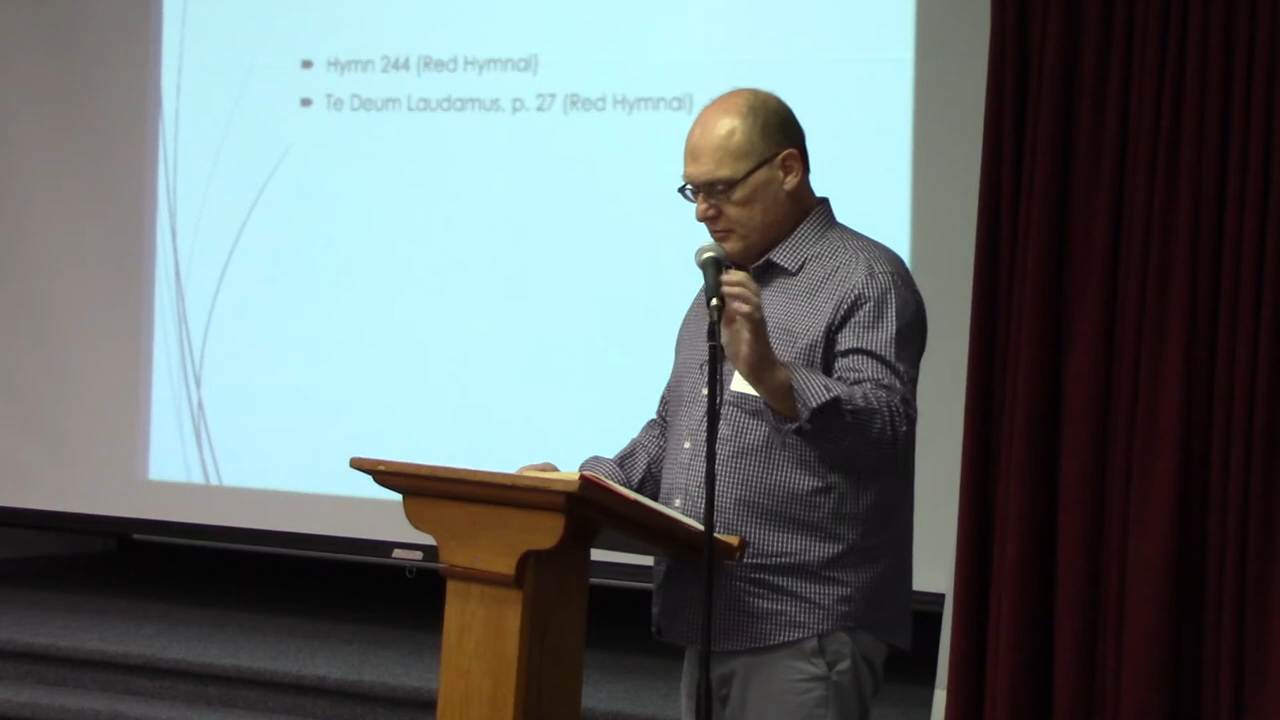 Hymn 244 (Red Hymnal)
Te Deum Laudamus, p. 27 (Red Hymnal)